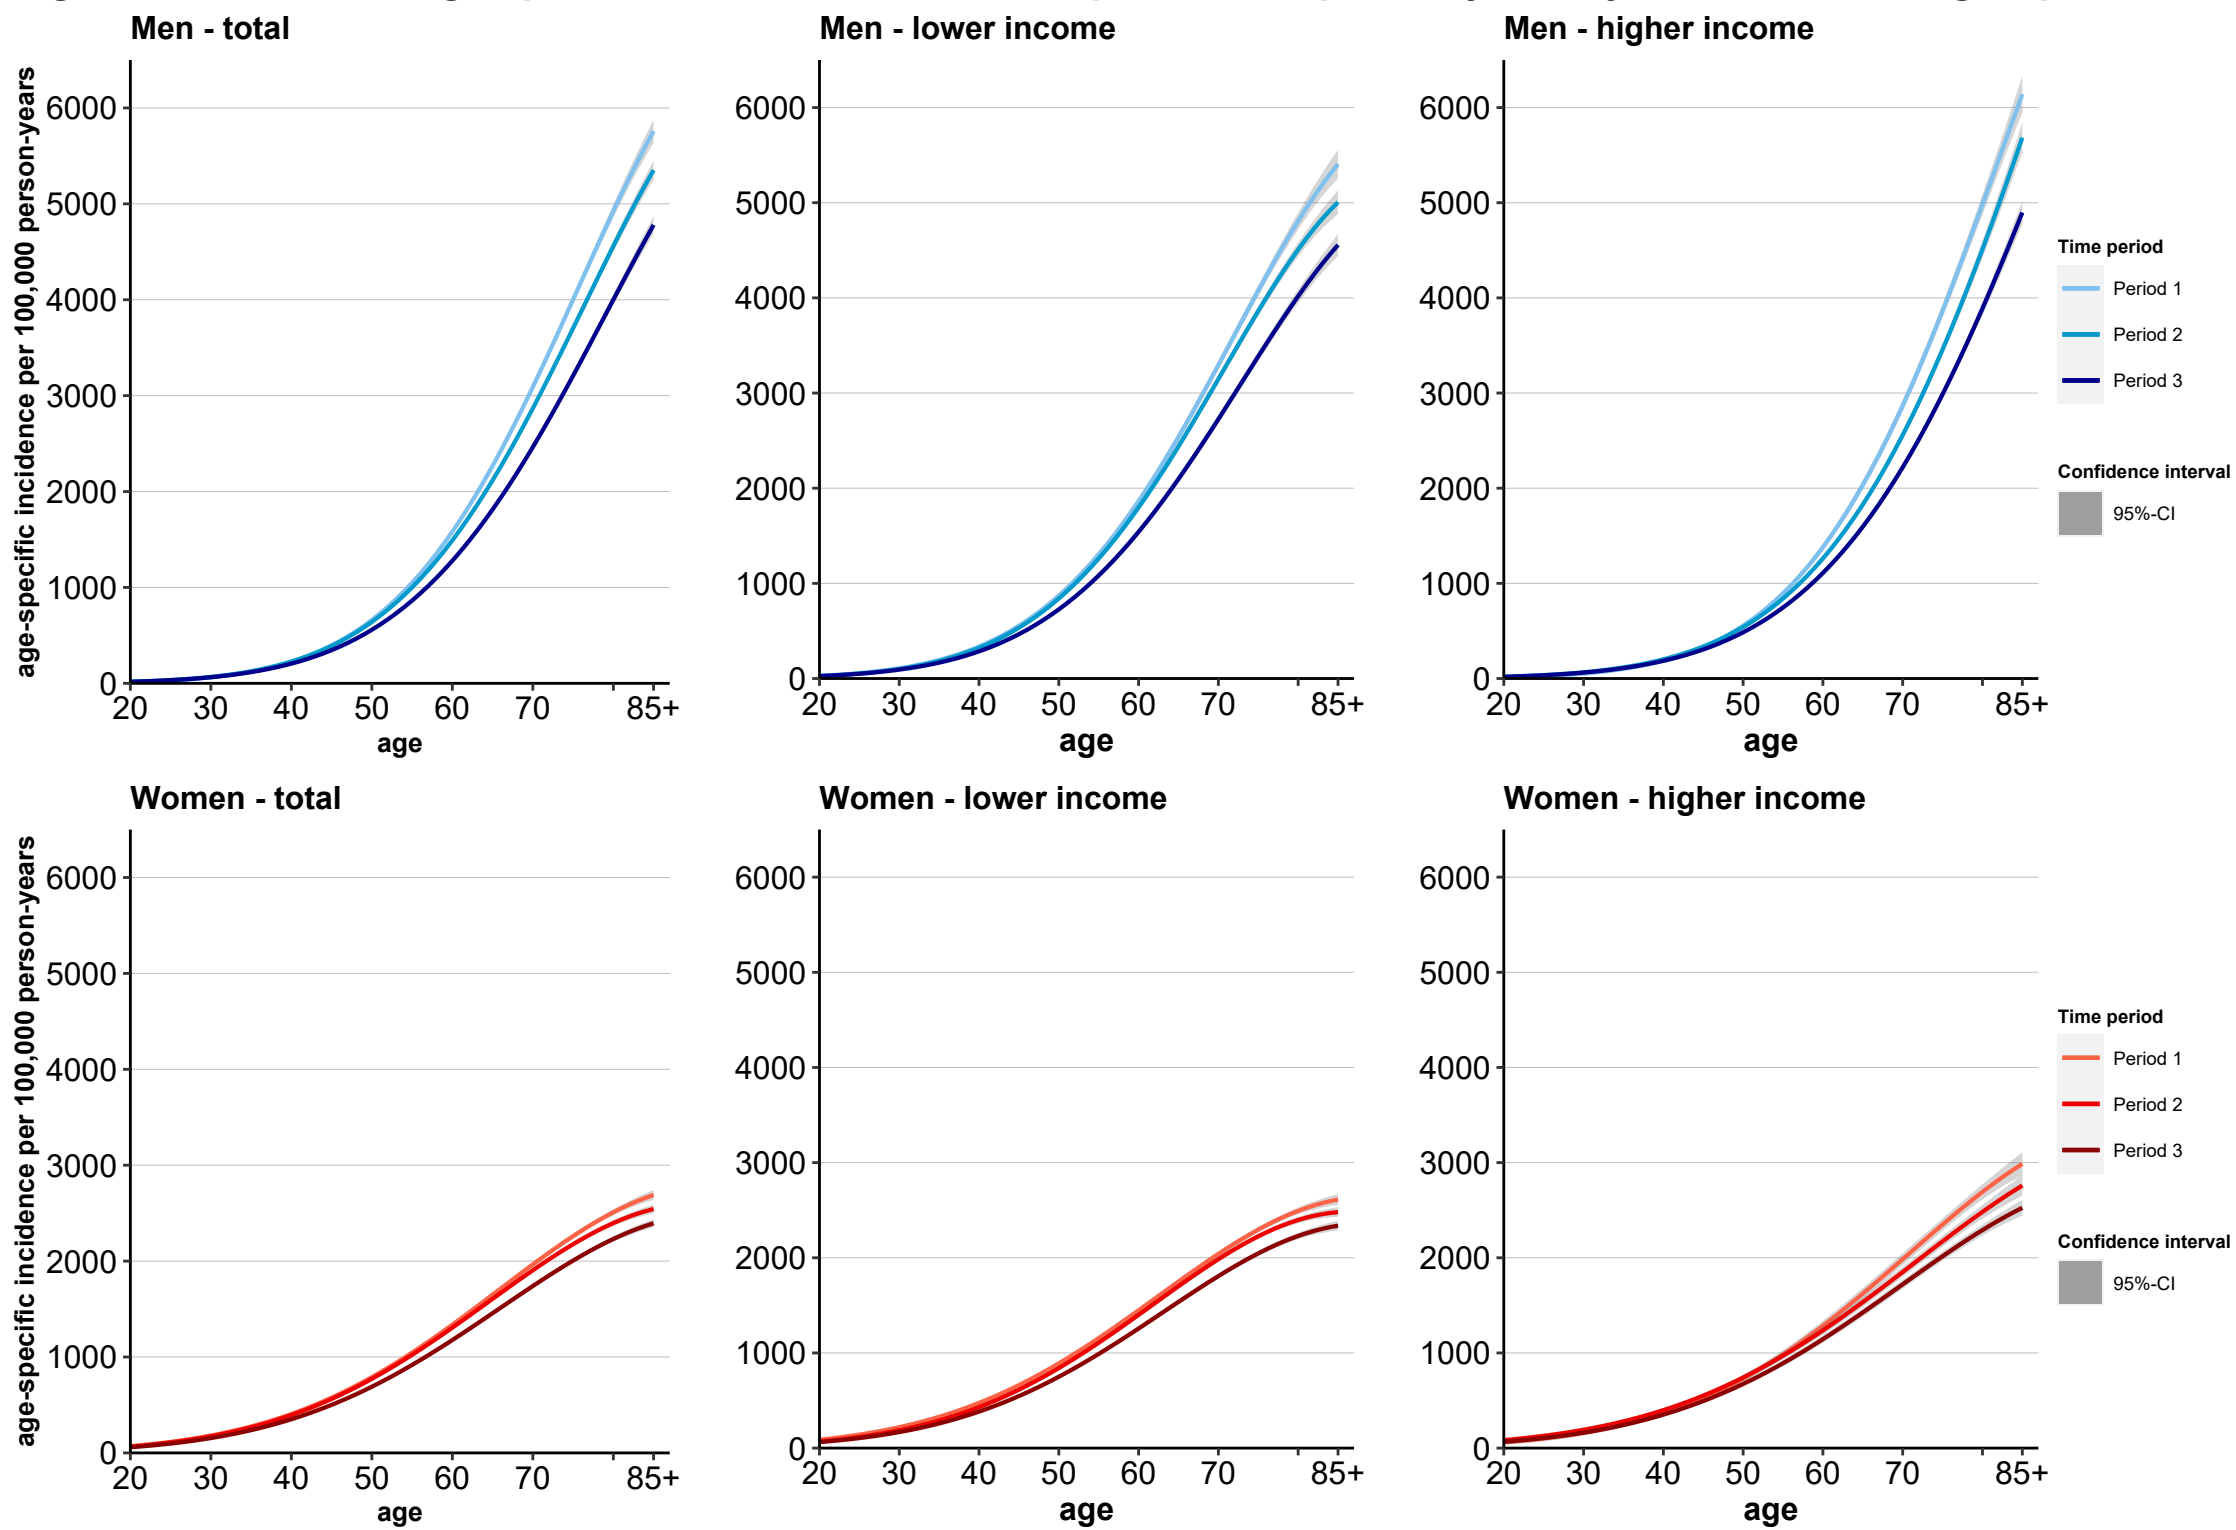 Men - total
Men - lower income
Men - higher income
age-specific incidence per 100,000 person-years
6000
5000
4000
3000
2000
1000
0
20 30 40 50 60 70 85+
age
6000
5000
4000
3000
2000
1000
0
20 30 40 50 60 70 85+
age
6000
5000
4000
3000
2000
1000
0
20 30 40 50 60 70 85+
age
Time period
Period 1
Period 2
Period 3
Confidence interval
95%-CI
Women - total
Women - lower income
Women - higher income
age-specific incidence per 100,000 person-years
6000
5000
4000
3000
2000
1000
0
20 30 40 50 60 70 85+
age
6000
5000
4000
3000
2000
1000
0
20 30 40 50 60 70 85+
age
6000
5000
4000
3000
2000
1000
0
20 30 40 50 60 70 85+
age
Time period
Period 1
Period 2
Period 3
Confidence interval
95%-CI